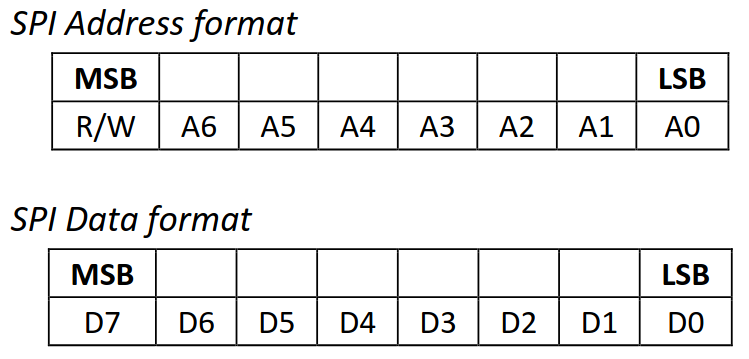 SPI Address format
MSB LSB
R/W A6 A5 A4 A3 A2 A1 A0
SPI Data format
MSB LSB
D7 D6 D5 D4 D3 D2 D1 D0